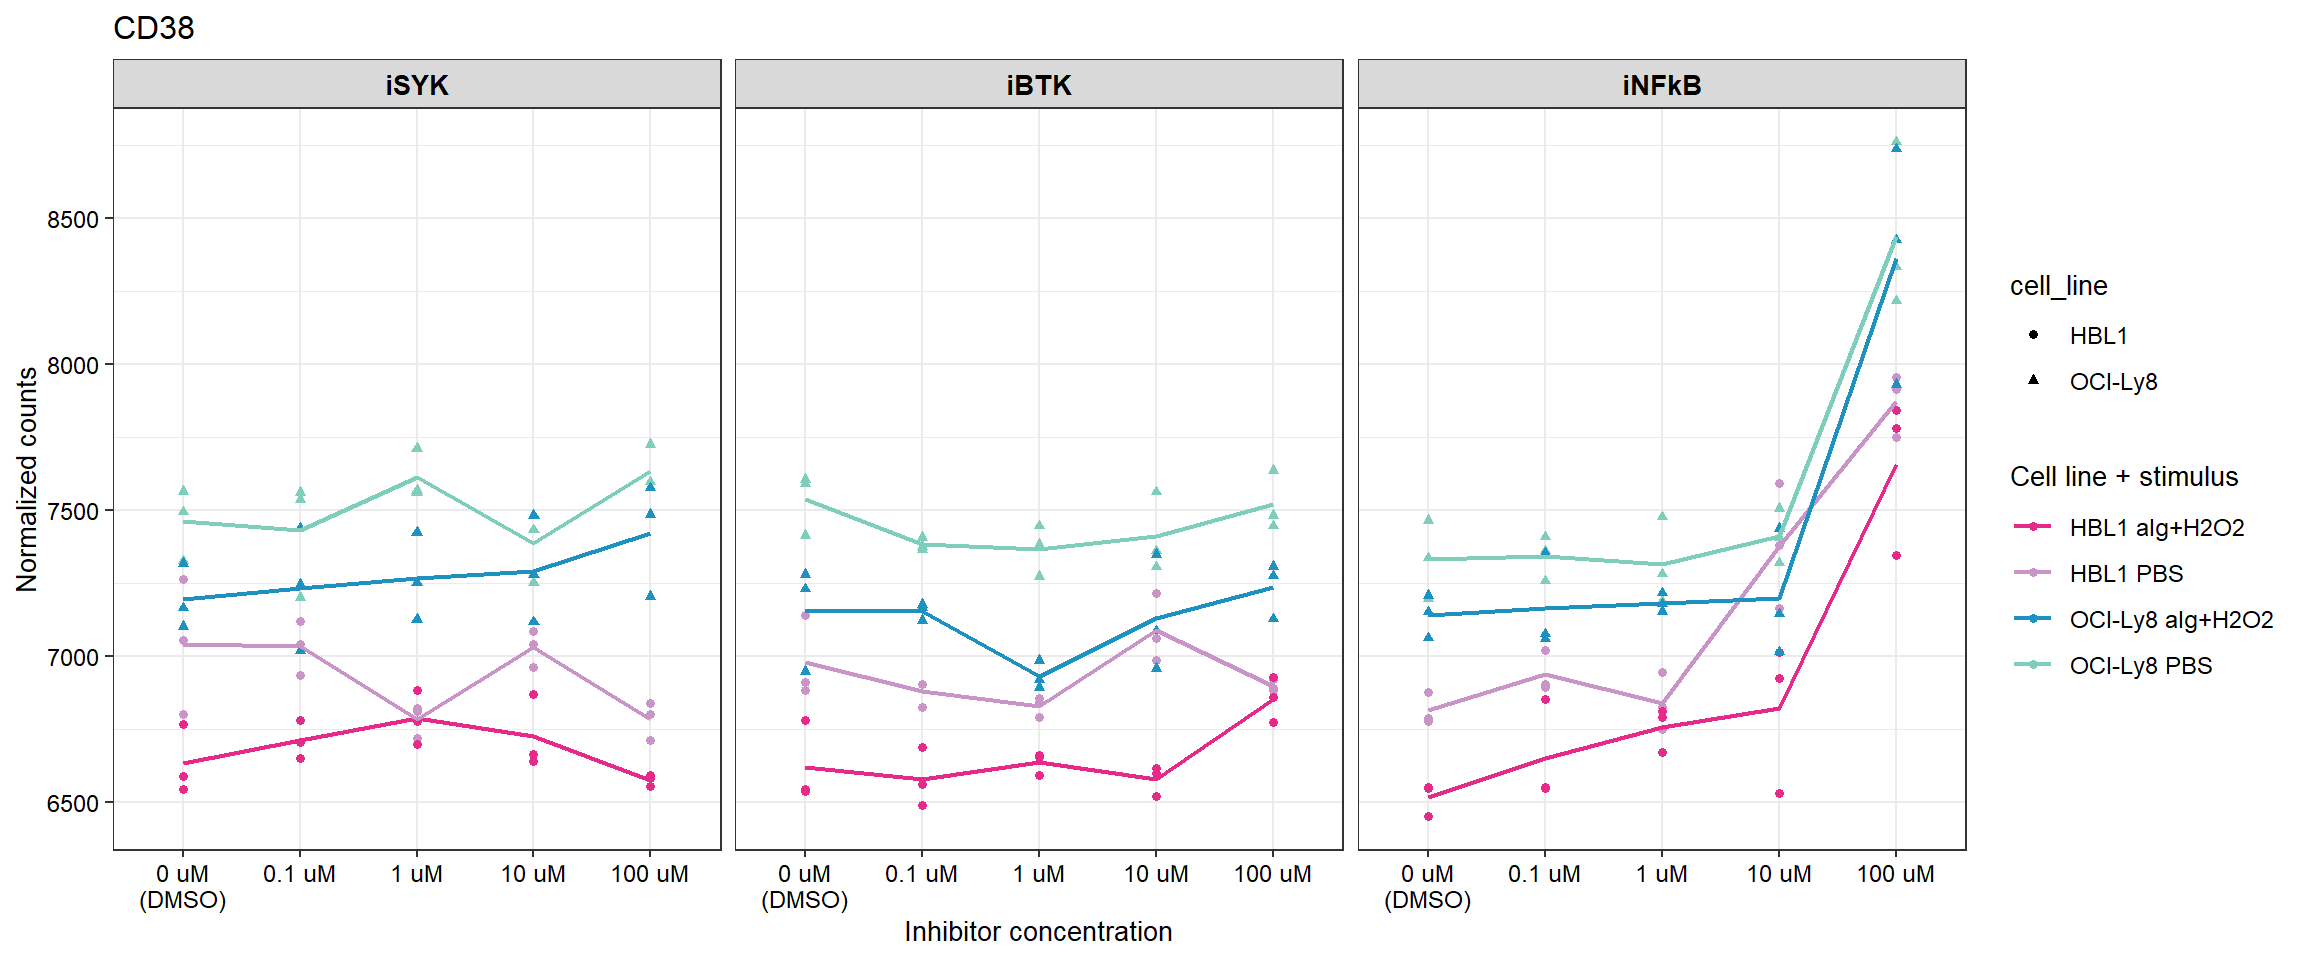 CD38
iSYK
iBTK
iNFkB
Normalized counts
8500
8000
7500
7000
6500
0 uM
(DMSO)
0.1 uM
1 uM
10 uM
100 uM
0 uM
(DMSO)
0.1 uM
1 uM
10 uM
100 uM
0 uM
(DMSO)
0.1 uM
1 uM
10 uM
100 uM
Inhibitor concentration
cell_line
HBL1
OCI-Ly8
Cell line + stimulus
HBL1 aIg+H2O2
HBL1 PBS
OCI-Ly8 aIg+H2O2
OCI-Ly8 PBS